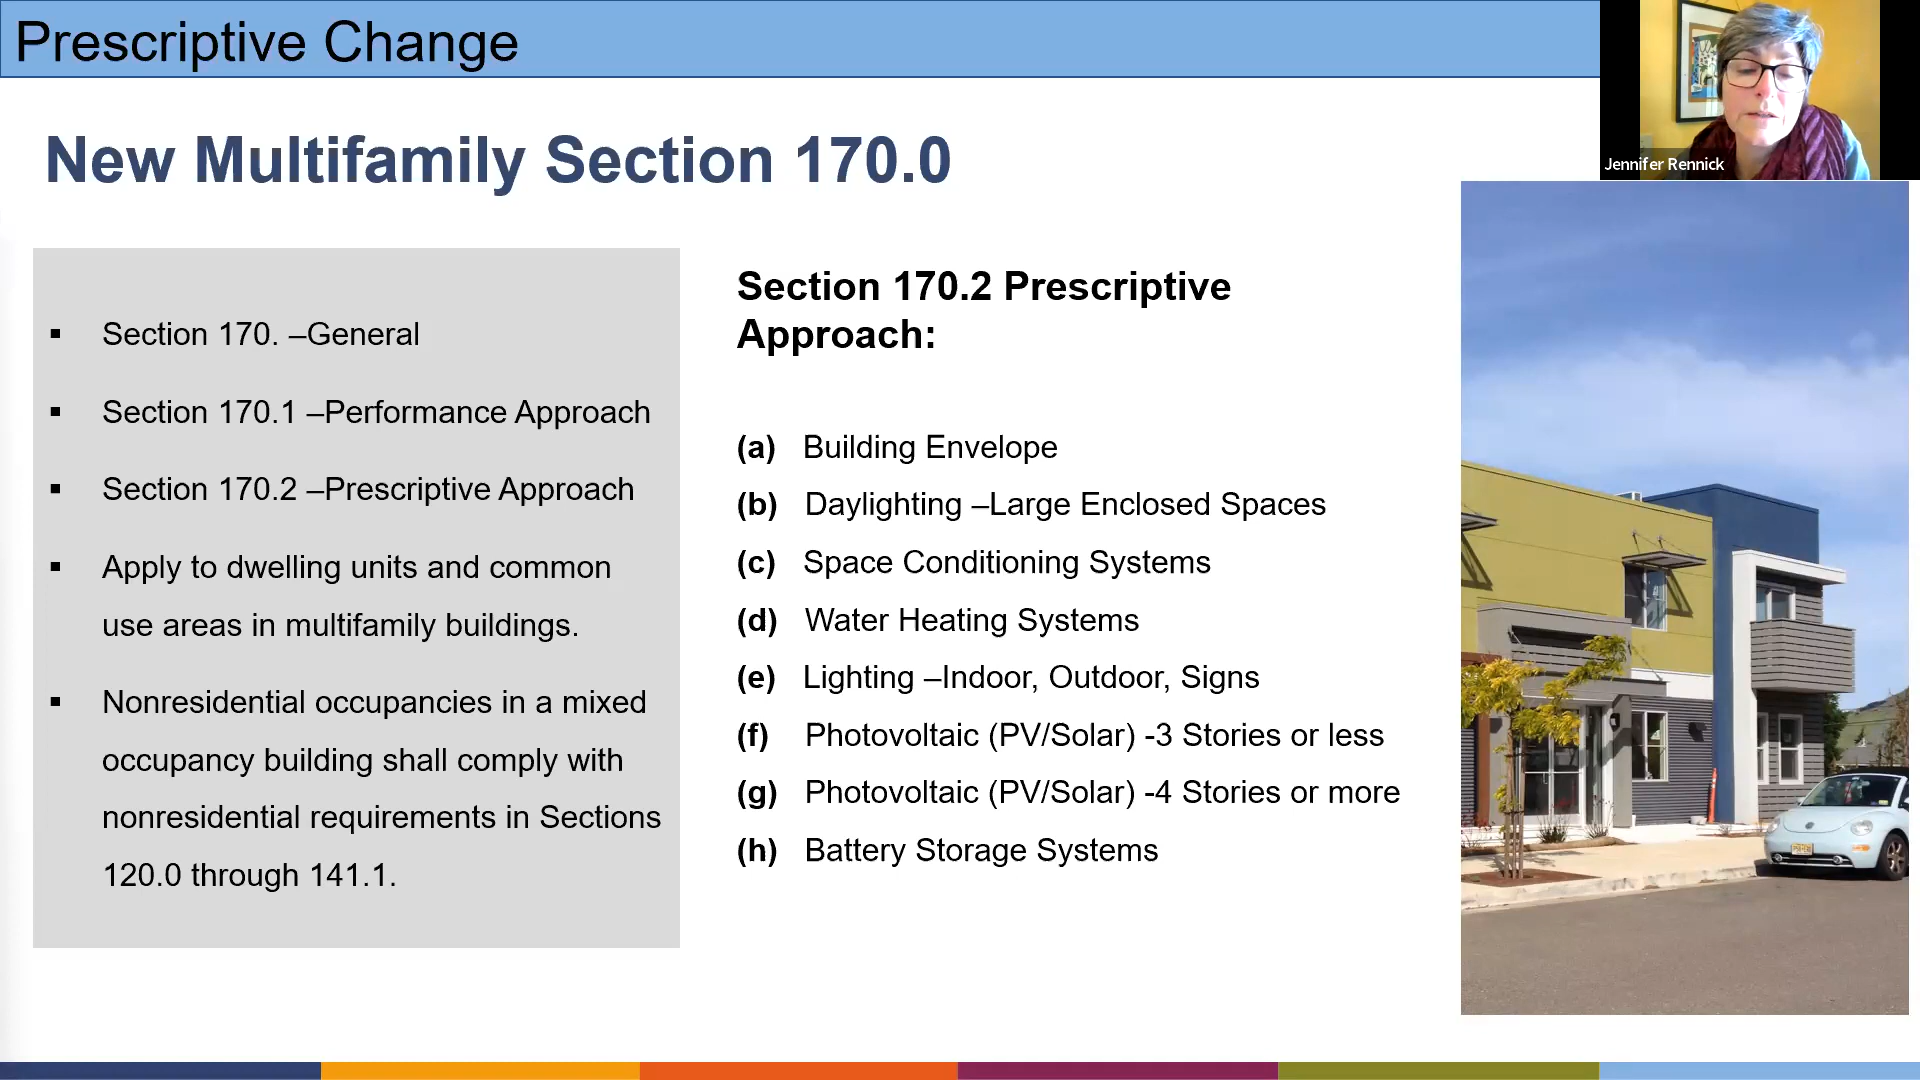 Prescriptive Change
Jennifer Rennick
New Multifamily Section 170.0
▪ Section 170. –General
▪ Section 170.1 –Performance Approach
▪ Section 170.2 –Prescriptive Approach
▪ Apply to dwelling units and common
use areas in multifamily buildings.
▪ Nonresidential occupancies in a mixed
occupancy building shall comply with
nonresidential requirements in Sections
120.0 through 141.1.
Section 170.2 Prescriptive
Approach:
(a) Building Envelope
(b) Daylighting –Large Enclosed Spaces
(c) Space Conditioning Systems
(d) Water Heating Systems
(e) Lighting –Indoor, Outdoor, Signs
(f) Photovoltaic (PV/Solar) -3 Stories or less
(g) Photovoltaic (PV/Solar) -4 Stories or more
(h) Battery Storage Systems